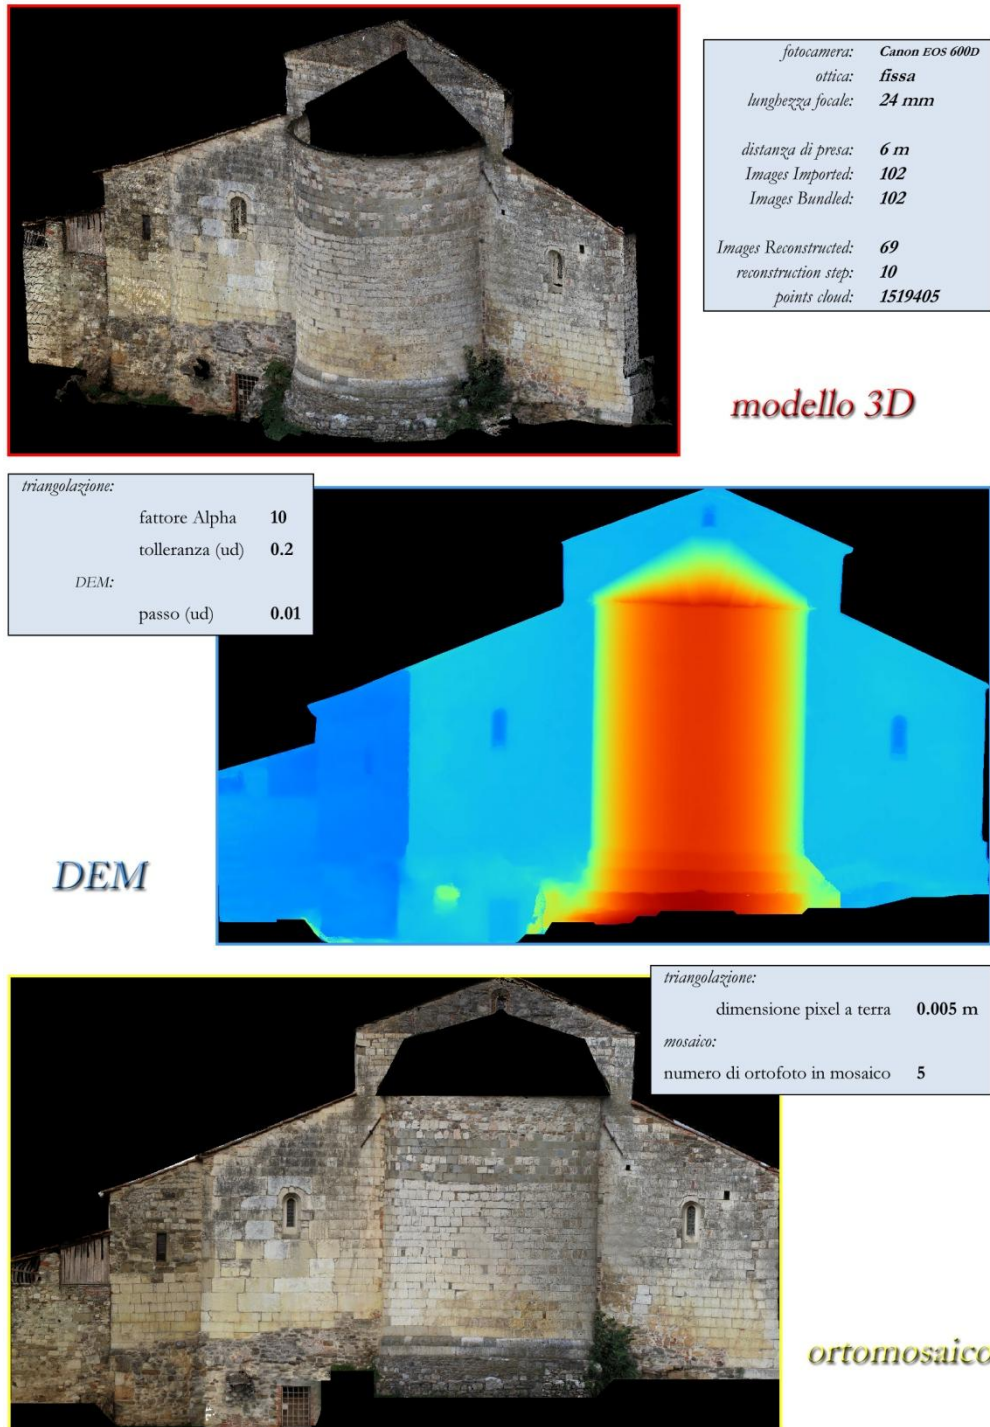 fotocamera: Canon EOS 600D
ottica: fissa
lunghezza focale: 24 mm
distanza di presa: 6 m
Images Imported: 102
Images Bundled: 102
Images Reconstructed: 69
reconstruction step: 10
points cloud: 1519405
modello 3D
triangolazione:
fattore Alpha 10
tolleranza (ud) 0.2
DEM:
passo (ud) 0.01
DEM
triangolazione:
dimensione pixel a terra 0.005 m
mosaico:
numero di ortofoto in mosaico 5
ortomosaico